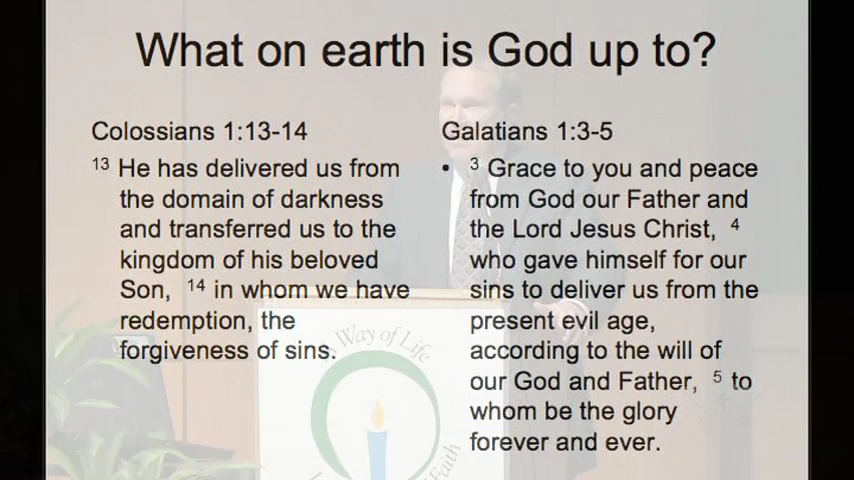 What on earth is God up to?
Colossians 1:13-14
13 He has delivered us from
the domain of darkness
and transferred us to the
kingdom of his beloved
Son, 14 in whom we have
redemption, the
forgiveness of sins.
Galatians 1:3-5
• 3 Grace to you and peace
from God our Father and
the Lord Jesus Christ, 4
who gave himself for our
sins to deliver us from the
present evil age,
according to the will of
our God and Father, 5 to
whom be the glory
forever and ever.
Way of Life
Faith